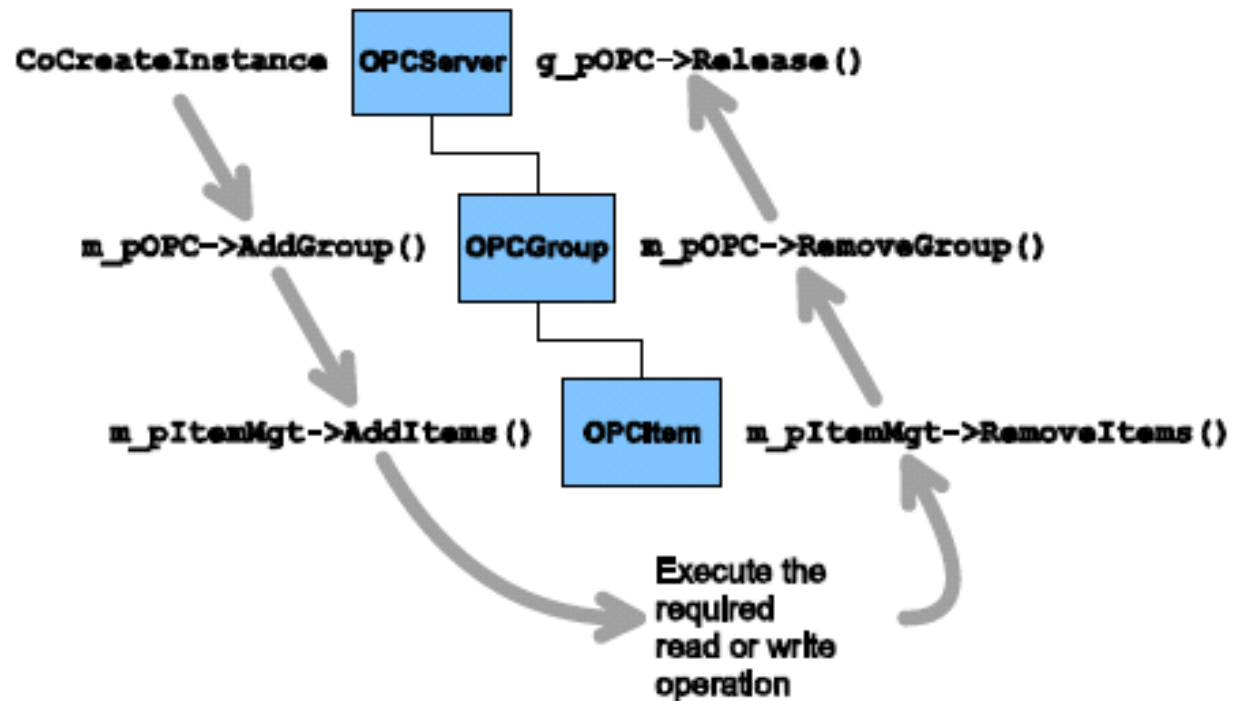 CoCreateInstance OPCServer g_pOPC->Release()
m_pOPC->AddGroup() OPCGroup m_pOPC->RemoveGroup()
m_pItemMgt->AddItems() OPCItem m_pItemMgt->RemoveItems()
Execute the
required
read or write
operation